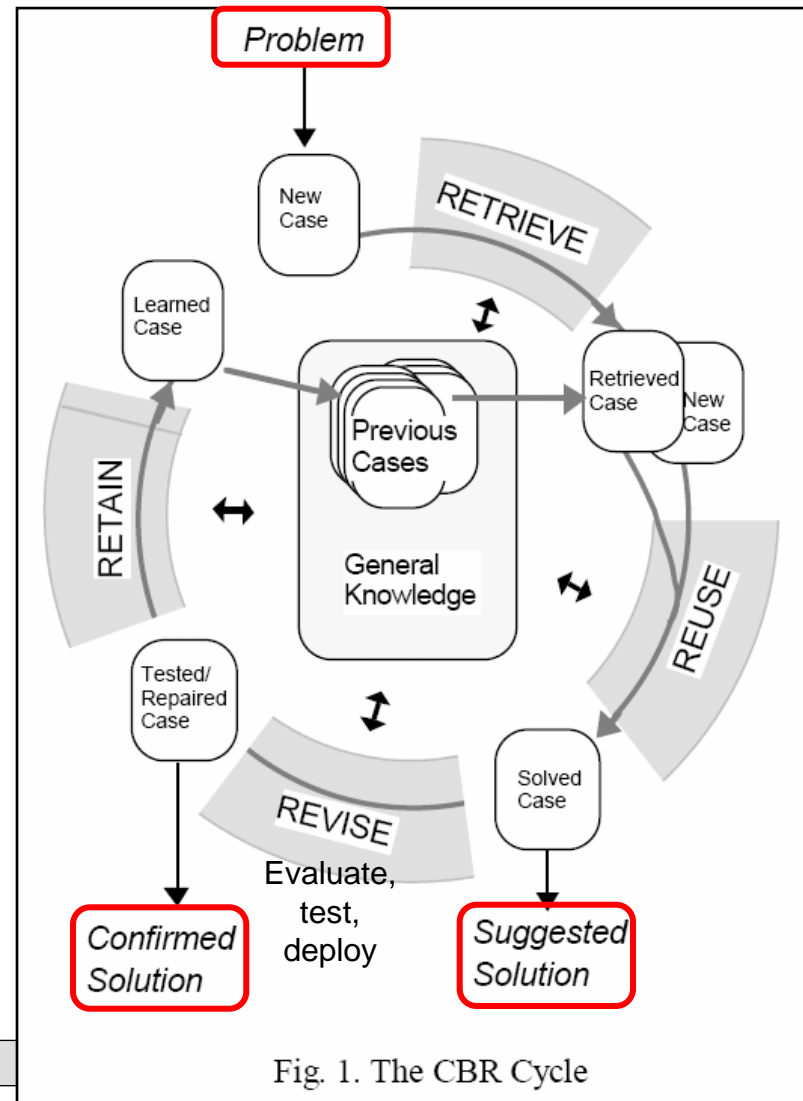 Problem
New
Case
RETRIEVE
Learned
Case
Retrieved
Case
New
Case
Previous
Cases
RETAIN
General
Knowledge
REUSE
Tested/
Repaired
Case
Solved
Case
REVISE
Evaluate,
test,
deploy
Confirmed
Solution
Suggested
Solution
Fig. 1. The CBR Cycle